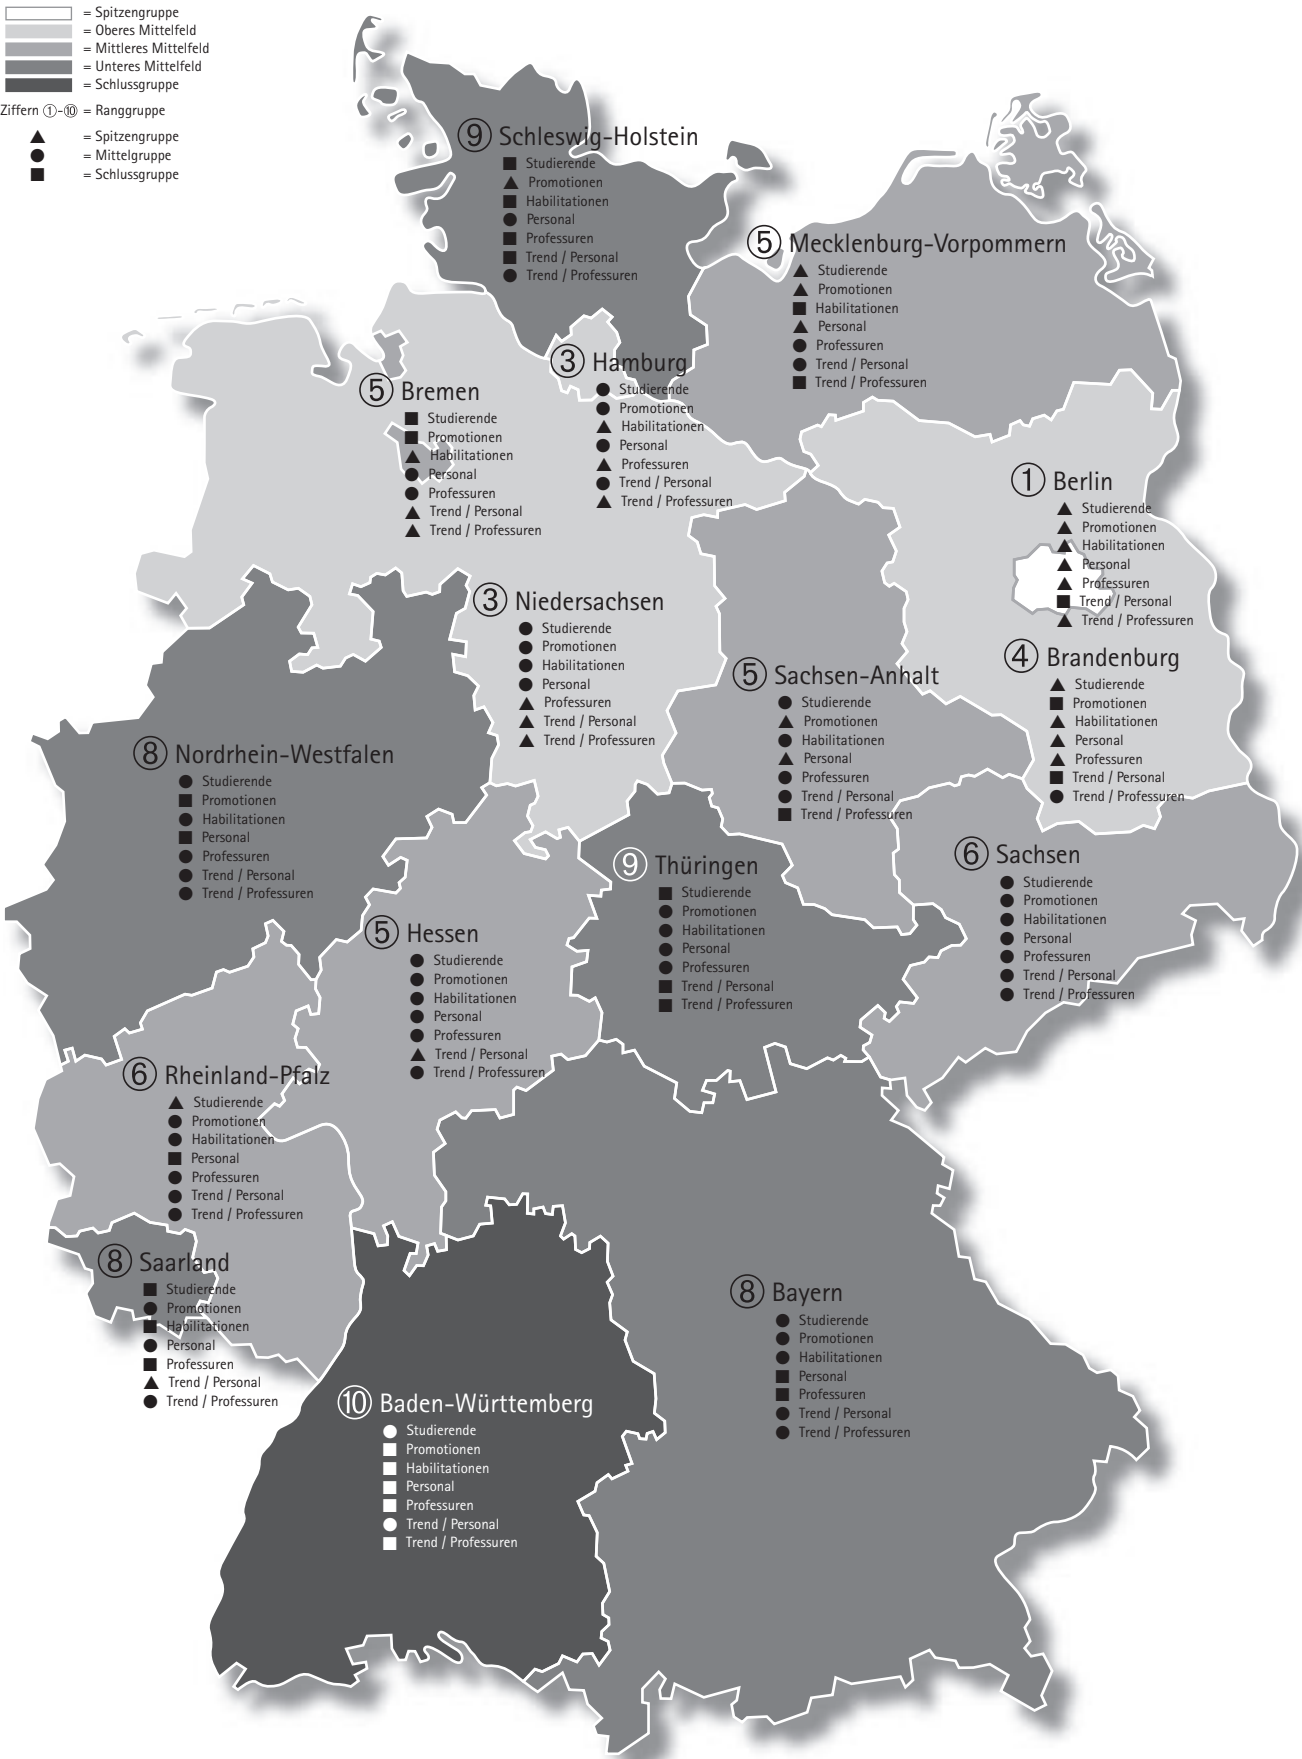 = Spitzengruppe
= Oberes Mittelfeld
= Mittleres Mittelfeld
= Unteres Mittelfeld
= Schlussgruppe
Ziffern ①-⑩ = Ranggruppe
▲ = Spitzengruppe
● = Mittelgruppe
■ = Schlussgruppe
⑨ Schleswig-Holstein
■ Studierende
▲ Promotionen
■ Habilitationen
● Personal
■ Professuren
■ Trend / Personal
● Trend / Professuren
⑤ Mecklenburg-Vorpommern
▲ Studierende
▲ Promotionen
■ Habilitationen
▲ Personal
● Professuren
● Trend / Personal
■ Trend / Professuren
③ Hamburg
● Studierende
● Promotionen
▲ Habilitationen
● Personal
▲ Professuren
● Trend / Personal
▲ Trend / Professuren
⑤ Bremen
■ Studierende
■ Promotionen
▲ Habilitationen
● Personal
● Professuren
▲ Trend / Personal
▲ Trend / Professuren
① Berlin
▲ Studierende
▲ Promotionen
▲ Habilitationen
▲ Personal
▲ Professuren
■ Trend / Personal
▲ Trend / Professuren
③ Niedersachsen
● Studierende
● Promotionen
● Habilitationen
● Personal
▲ Professuren
▲ Trend / Personal
▲ Trend / Professuren
④ Brandenburg
▲ Studierende
■ Promotionen
▲ Habilitationen
▲ Personal
▲ Professuren
■ Trend / Personal
● Trend / Professuren
⑤ Sachsen-Anhalt
● Studierende
▲ Promotionen
● Habilitationen
▲ Personal
● Professuren
● Trend / Personal
■ Trend / Professuren
⑧ Nordrhein-Westfalen
● Studierende
■ Promotionen
● Habilitationen
■ Personal
● Professuren
● Trend / Personal
● Trend / Professuren
⑥ Sachsen
● Studierende
● Promotionen
● Habilitationen
● Personal
● Professuren
● Trend / Personal
● Trend / Professuren
⑨ Thüringen
■ Studierende
● Promotionen
● Habilitationen
● Personal
● Professuren
■ Trend / Personal
■ Trend / Professuren
⑤ Hessen
● Studierende
● Promotionen
● Habilitationen
● Personal
● Professuren
▲ Trend / Personal
● Trend / Professuren
⑥ Rheinland-Pfalz
▲ Studierende
● Promotionen
● Habilitationen
■ Personal
● Professuren
● Trend / Personal
● Trend / Professuren
⑧ Saarland
■ Studierende
● Promotionen
■ Habilitationen
● Personal
■ Professuren
▲ Trend / Personal
● Trend / Professuren
⑧ Bayern
● Studierende
● Promotionen
● Habilitationen
■ Personal
■ Professuren
● Trend / Personal
● Trend / Professuren
⑩ Baden-Württemberg
● Studierende
■ Promotionen
■ Habilitationen
■ Personal
■ Professuren
● Trend / Personal
■ Trend / Professuren